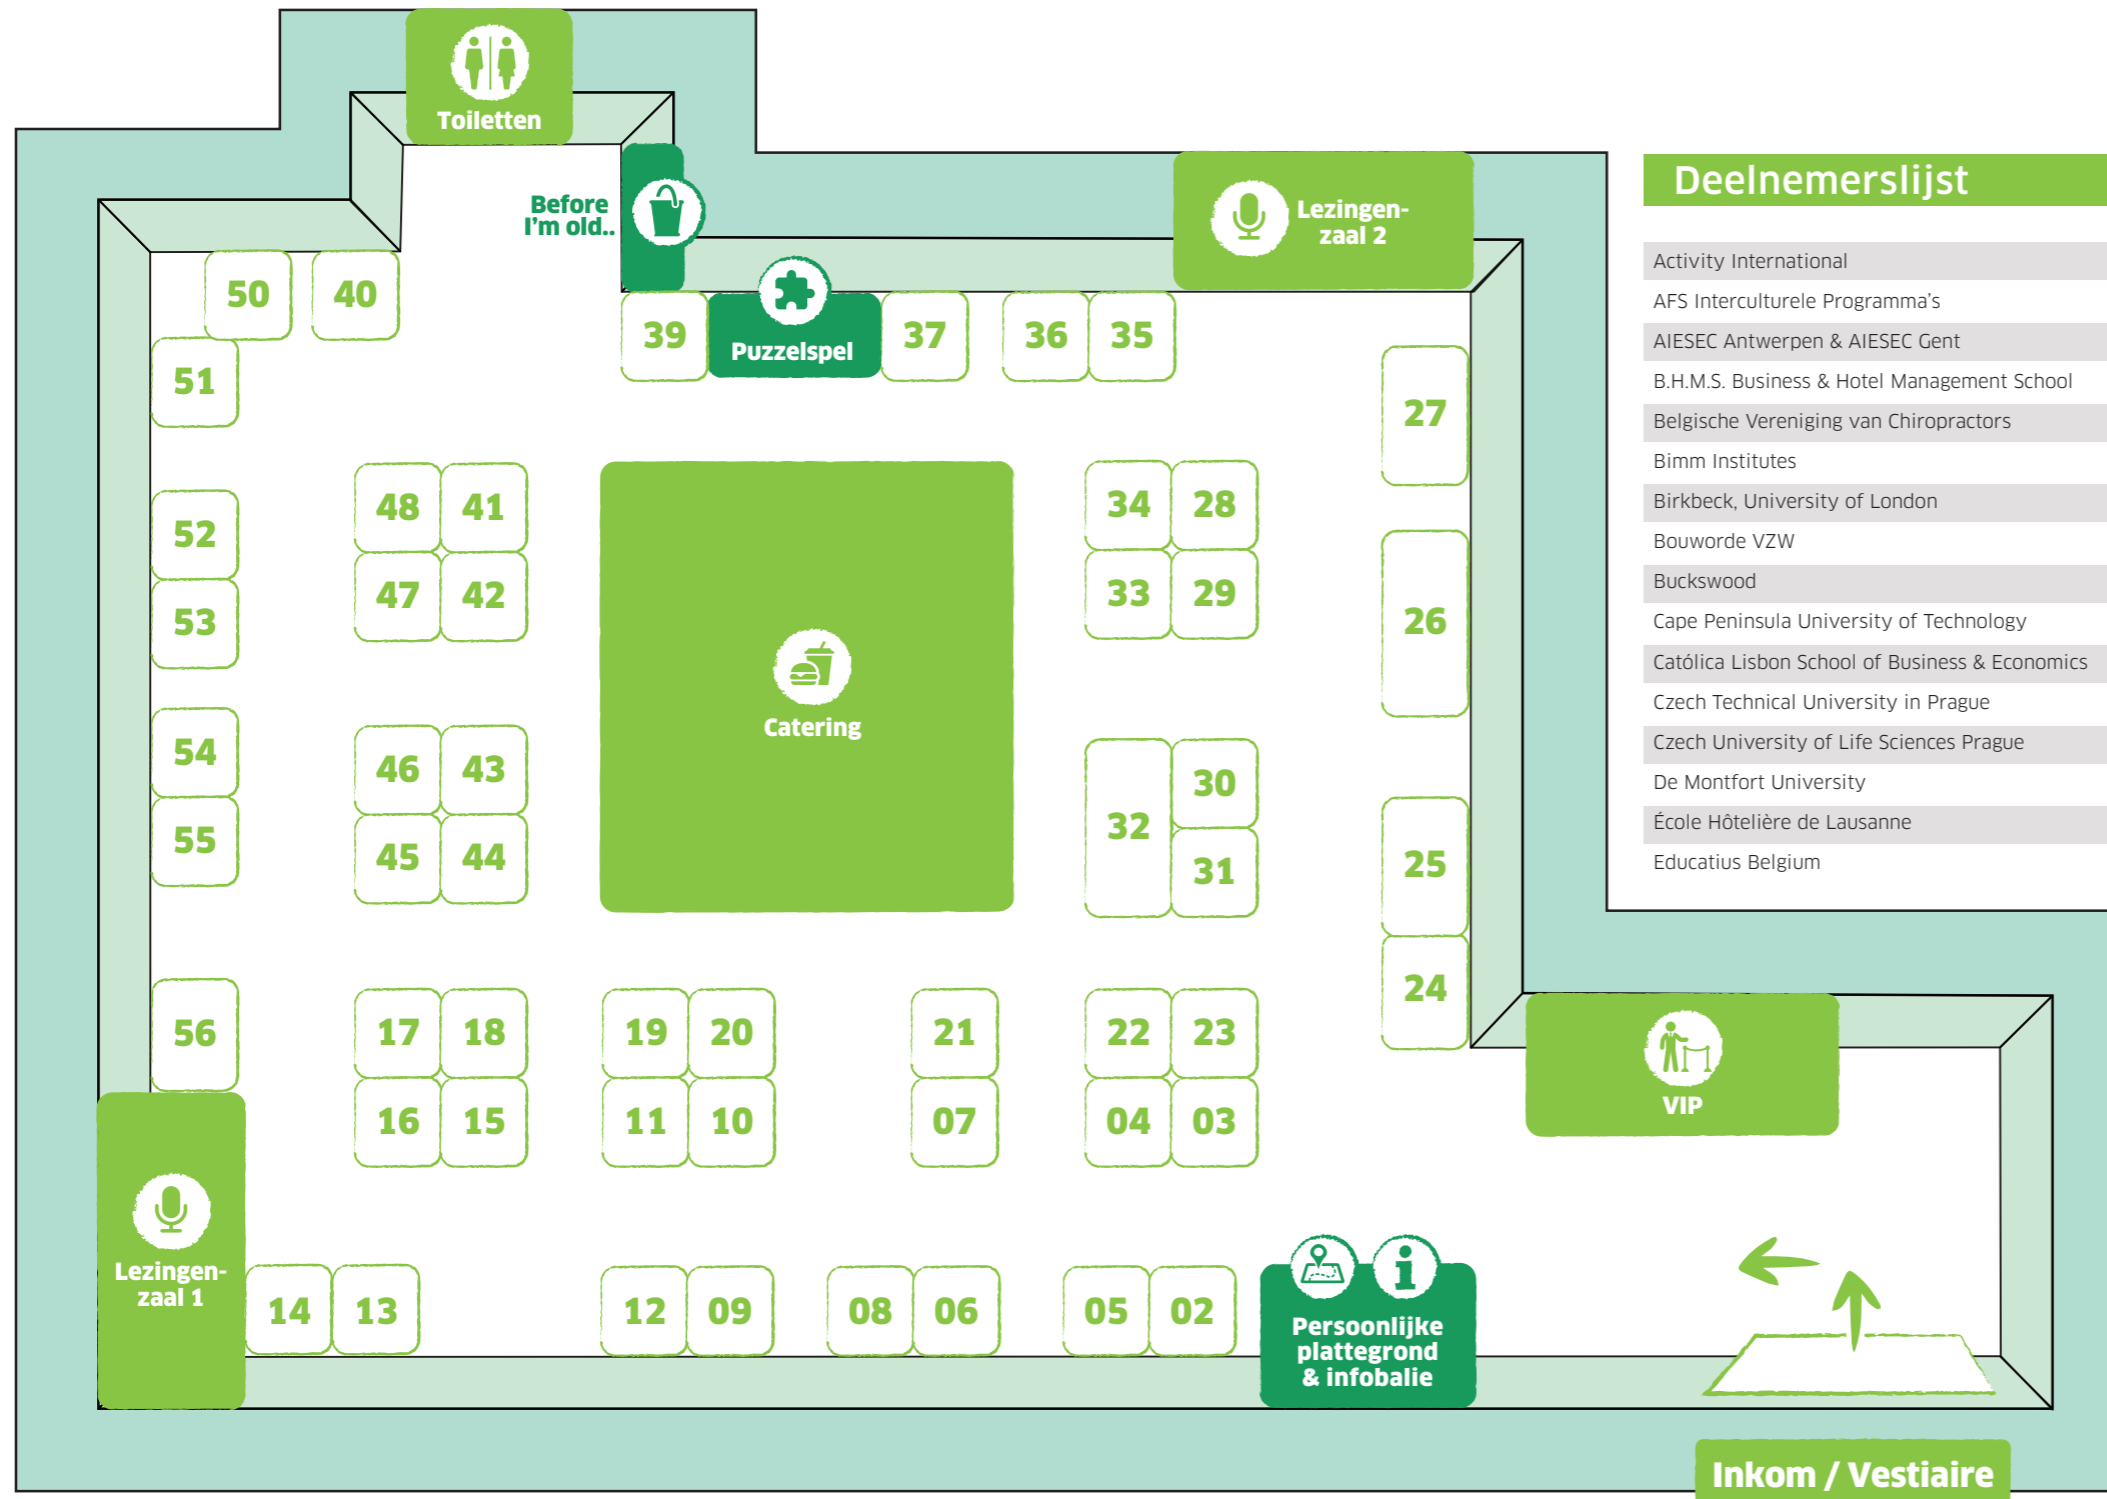 Toiletten
Before
I'm old..
Lezingen-
zaal 2
Deelnemerslijst
Activity International
AFS Interculturele Programma's
AIESEC Antwerpen & AIESEC Gent
B.H.M.S. Business & Hotel Management School
Belgische Vereniging van Chiropractors
Bimm Institutes
Birkbeck, University of London
Bouworde VZW
Buckswood
Cape Peninsula University of Technology
Católica Lisbon School of Business & Economics
Czech Technical University in Prague
Czech University of Life Sciences Prague
De Montfort University
École Hôtelière de Lausanne
Educatius Belgium
50 40
39 Puzzelspel 37 36 35
51
27
48 41 34 28
52
47 42 33 29
53
26
Catering
54 46 43 30
32
55 45 44 31
25
24
56 17 18 19 20 21 22 23
16 15 11 10 07 04 03
VIP
Lezingen-
zaal 1
14 13 12 09 08 06 05 02
Persoonlijke
plattegrond
& infobalie
Inkom / Vestiaire